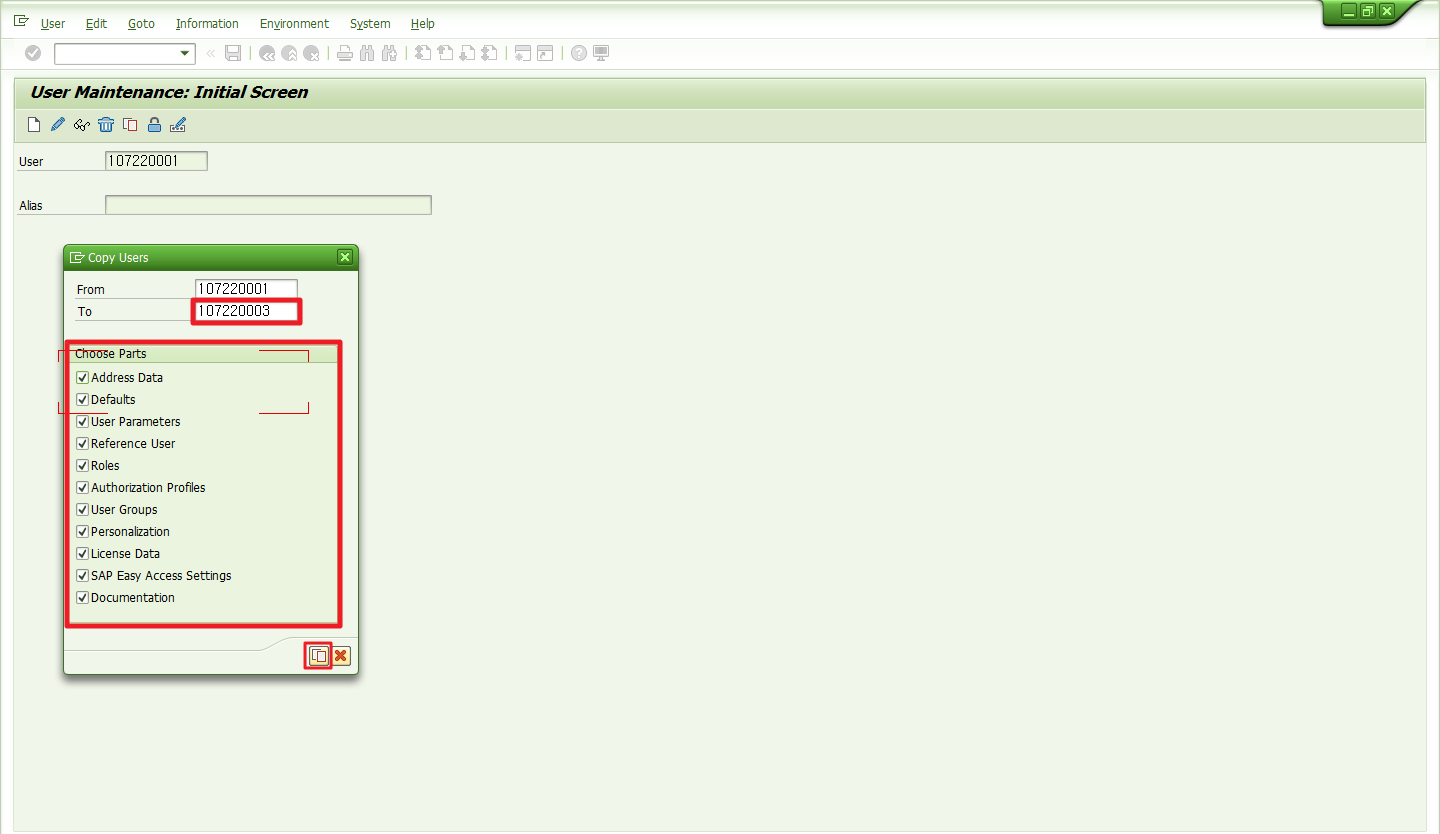 User Edit Goto Information Environment System Help
User Maintenance: Initial Screen
User 107220001
Alias
Copy Users
From 107220001
To 107220003
Choose Parts
Address Data
Defaults
User Parameters
Reference User
Roles
Authorization Profiles
User Groups
Personalization
License Data
SAP Easy Access Settings
Documentation